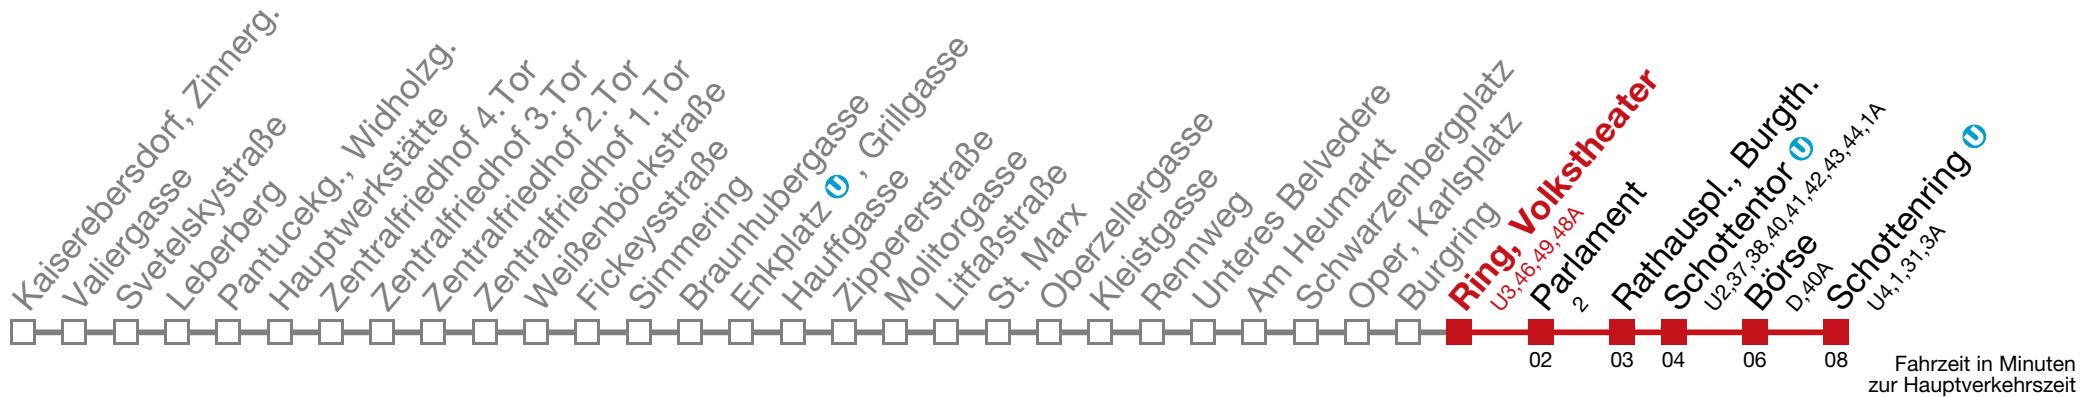 Kaiserebersdorf, Zinnerg.
Valiergasse
Svetelskystraße
Leberberg
Pantucekg., Widholzg.
Hauptwerkstätte
Zentralfriedhof 4. Tor
Zentralfriedhof 3. Tor
Zentralfriedhof 2. Tor
Zentralfriedhof 1. Tor
Weißenböckstraße
Fickeysstraße
Simmering
Braunhubergasse
Enkplatz U, Grillgasse
Hauffgasse
Zippererstraße
Molitorgasse
Litfaßstraße
St. Marx
Oberzellergasse
Kleistgasse
Rennweg
Unteres Belvedere
Am Heumarkt
Schwarzenbergplatz
Oper, Karlsplatz
Burgring
Ring, Volkstheater
U3,46,49,48A
Parlament
2
Rathauspl., Burgth.
Schottentor U
U2,37,38,40,41,42,43,44,1A
Börse
D,40A
Schottenring U
U4,1,31,3A
02
03
04
06
08
Fahrzeit in Minuten
zur Hauptverkehrszeit